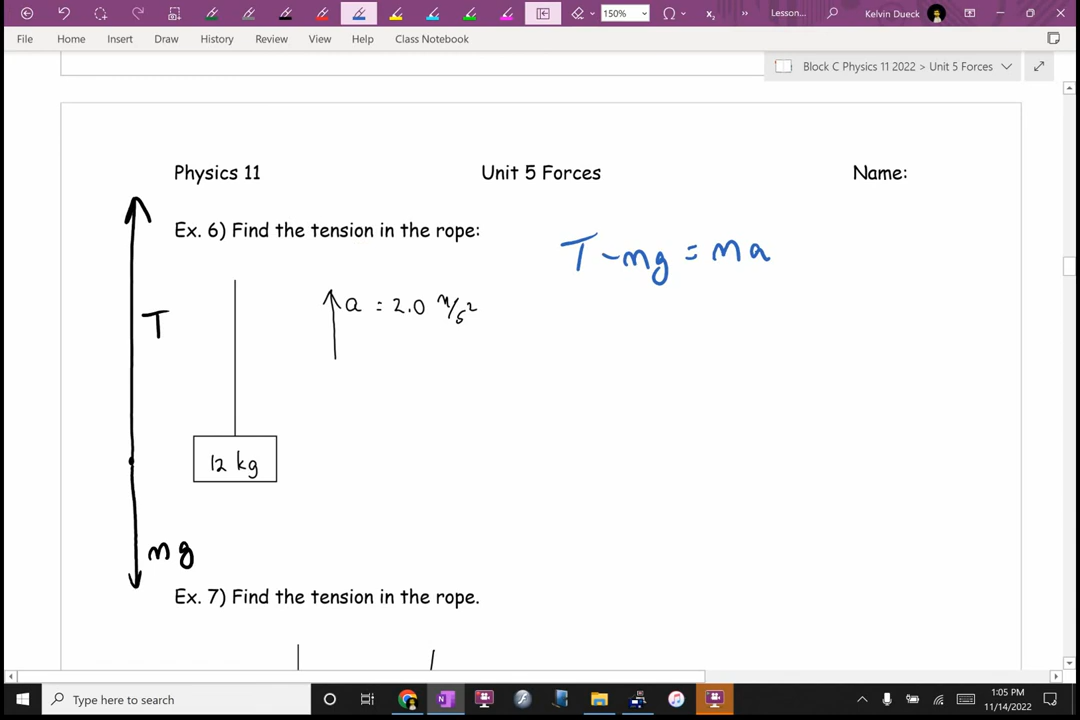 150%
Lesson...
Kelvin Dueck
File Home Insert Draw History Review View Help Class Notebook
Block C Physics 11 2022 > Unit 5 Forces
Physics 11 Unit 5 Forces Name:
Ex. 6) Find the tension in the rope:
T - mg = ma
a = 2.0 m/s²
T
12 kg
mg
Ex. 7) Find the tension in the rope.
Type here to search
1:05 PM
11/14/2022